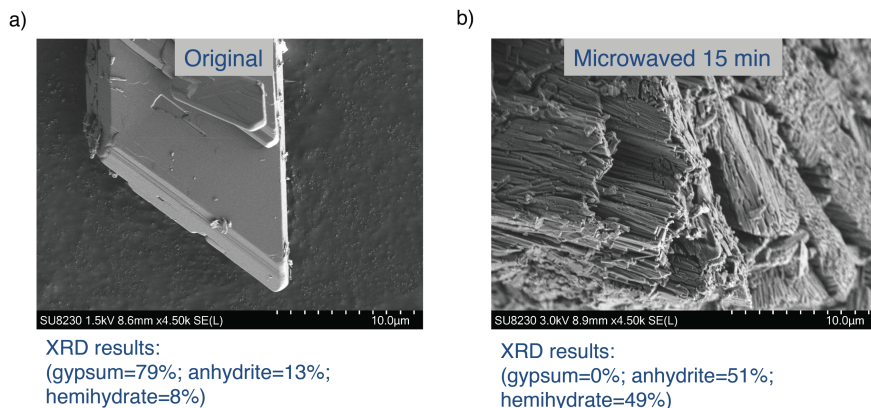 a)
Original
SU8230 1.5kV 8.6mm x4.50k SE(L)
10.0µm
XRD results:
(gypsum=79%; anhydrite=13%;
hemihydrate=8%)
b)
Microwaved 15 min
SU8230 3.0kV 8.9mm x4.50k SE(L)
10.0µm
XRD results:
(gypsum=0%; anhydrite=51%;
hemihydrate=49%)